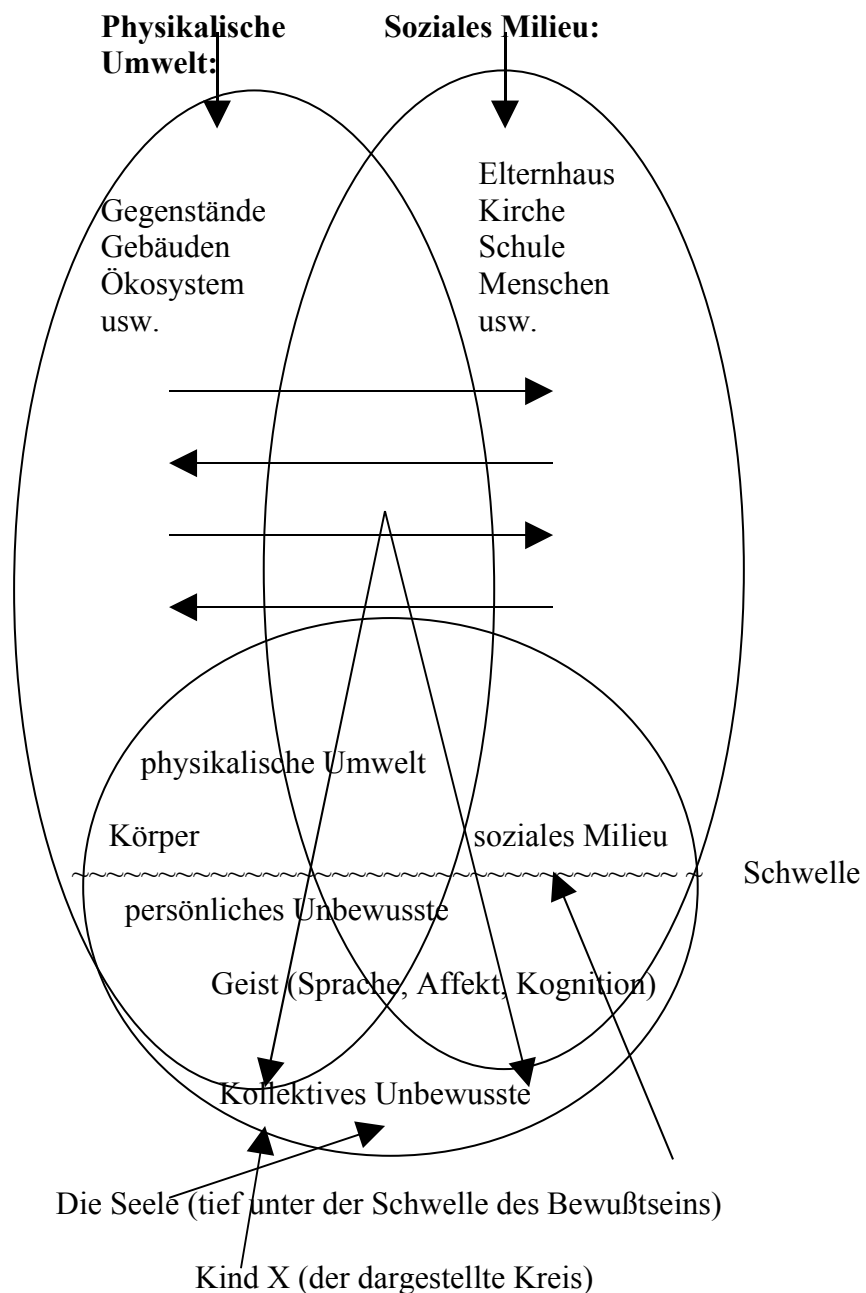 Physikalische
Umwelt:
Soziales Milieu:
Gegenstände
Gebäuden
Ökosystem
usw.
Elternhaus
Kirche
Schule
Menschen
usw.
physikalische Umwelt
Körper
soziales Milieu
~~~~~~~~~~~~~~~~~~~~~~~~~~~~~~~~~~~~~ ~
Schwelle
persönliches Unbewusste
Geist (Sprache, Affekt, Kognition)
Kollektives Unbewusste
Die Seele (tief unter der Schwelle des Bewußtseins)
Kind X (der dargestellte Kreis)